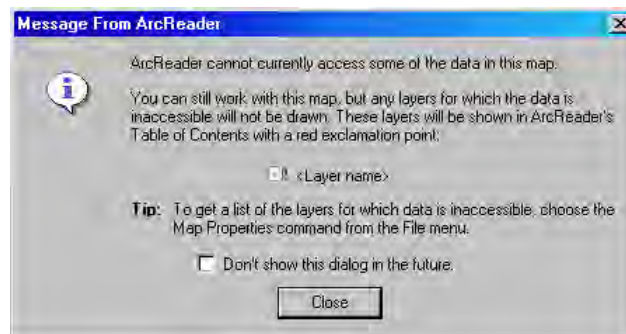 Message From ArcReader
ArcReader cannot currently access some of the data in this map.
You can still work with this map, but any layers for which the data is
inaccessible will not be drawn. These layers will be shown in ArcReader's
Table of Contents with a red exclamation point:
! <Layer name>
Tip: To get a list of the layers for which data is inaccessible, choose the
Map Properties command from the File menu.
Don't show this dialog in the future.
Close